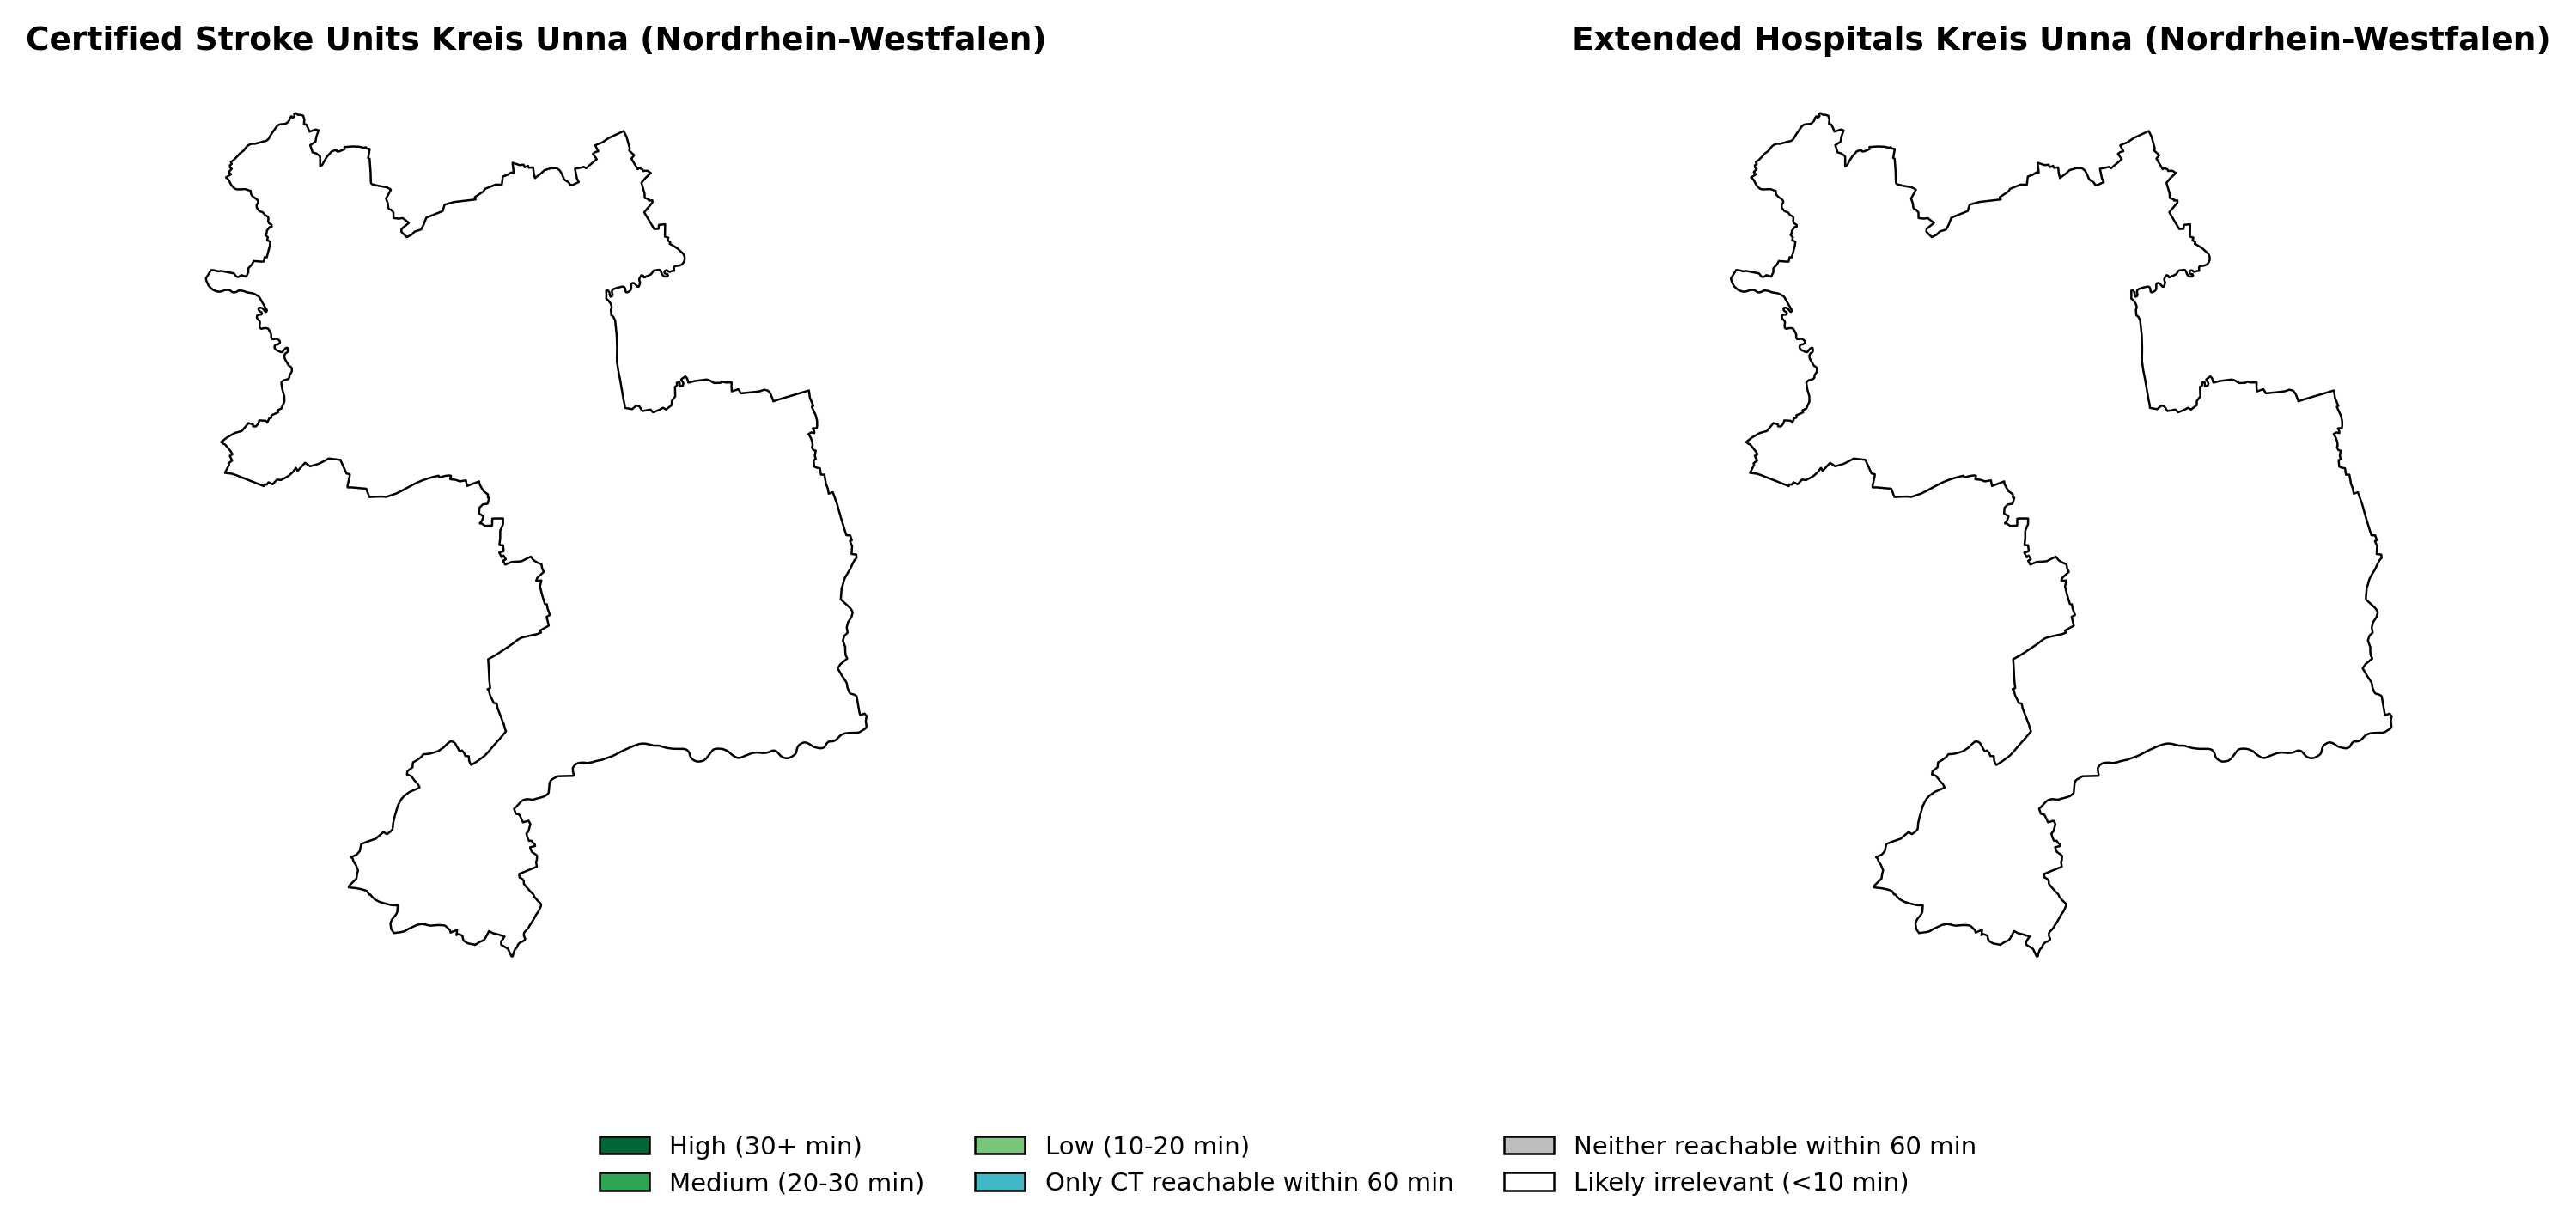 Certified Stroke Units Kreis Unna (Nordrhein-Westfalen)
Extended Hospitals Kreis Unna (Nordrhein-Westfalen)
High (30+ min)
Medium (20-30 min)
Low (10-20 min)
Only CT reachable within 60 min
Neither reachable within 60 min
Likely irrelevant (<10 min)